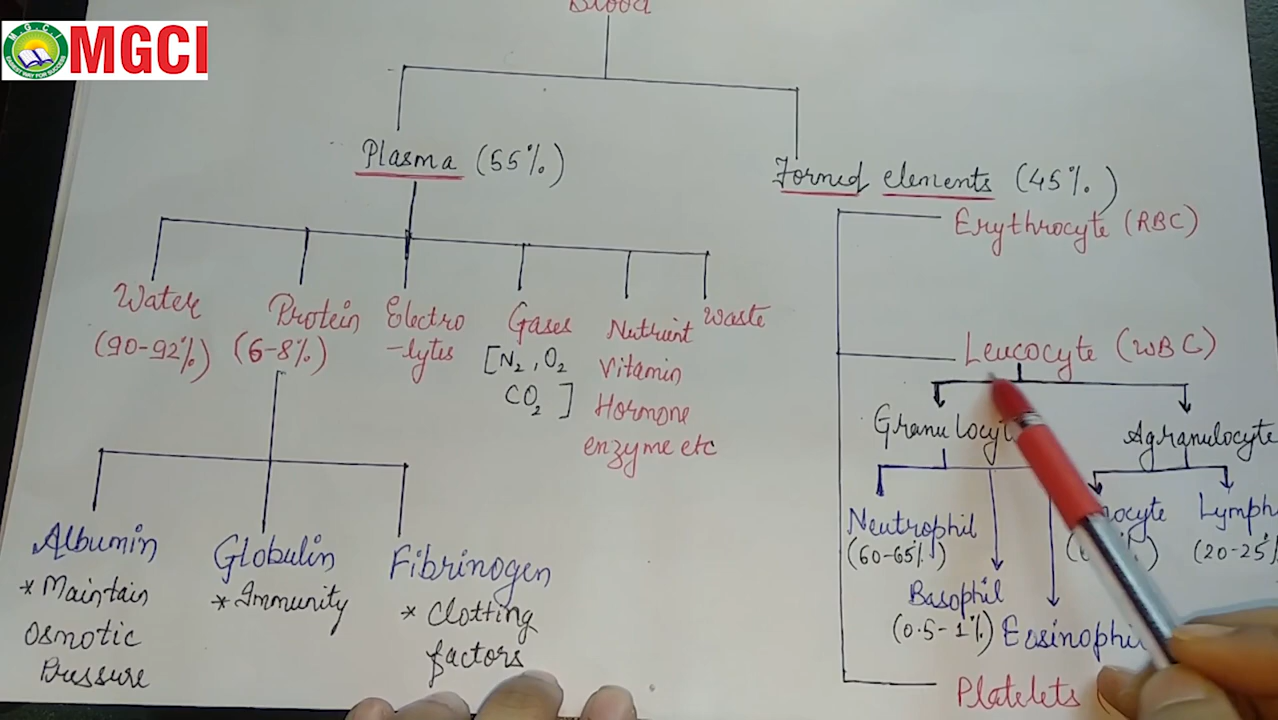 M.G.C.I
MGCI
Blood
Plasma (55%)
Formed elements (45%)
Erythrocyte (RBC)
Water
(90-92%)
Protein
(6-8%)
Electro
-lytes
Gases
[N2, O2
CO2]
Nutrient
Vitamin
Hormone
enzyme etc
Waste
Leucocyte (WBC)
Agranulocyte
Neutrophil
(60-65%)
Basophil
(0.5-1%)
(20-25%
Albumin
* Maintain
Osmotic
Pressure
Globulin
* Immunity
Fibrinogen
* Clotting
factors
Platelets